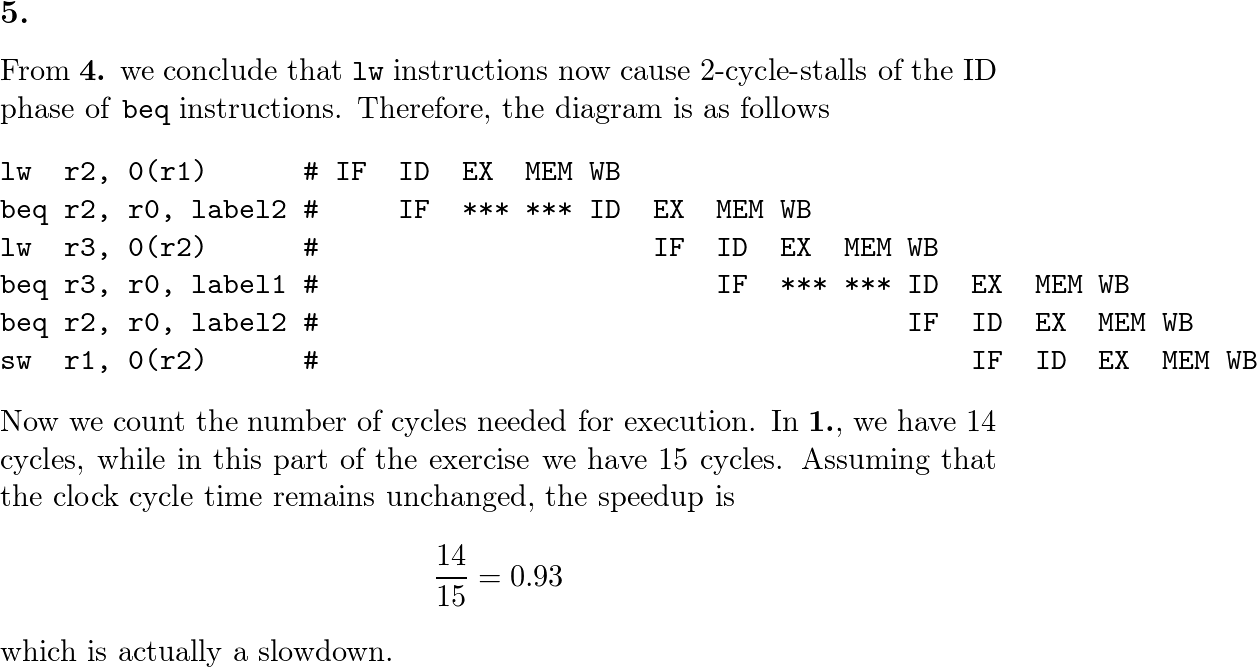 5.
From 4. we conclude that lw instructions now cause 2-cycle-stalls of the ID
phase of beq instructions. Therefore, the diagram is as follows
lw  r2, 0(r1)      # IF  ID  EX  MEM WB
beq r2, r0, label2 #     IF  *** *** ID  EX  MEM WB
lw  r3, 0(r2)      #                     IF  ID  EX  MEM WB
beq r3, r0, label1 #                         IF  *** *** ID  EX  MEM WB
beq r2, r0, label2 #                                     IF  ID  EX  MEM WB
sw  r1, 0(r2)      #                                         IF  ID  EX  MEM WB
Now we count the number of cycles needed for execution. In 1., we have 14
cycles, while in this part of the exercise we have 15 cycles. Assuming that
the clock cycle time remains unchanged, the speedup is
14
15 = 0.93
which is actually a slowdown.